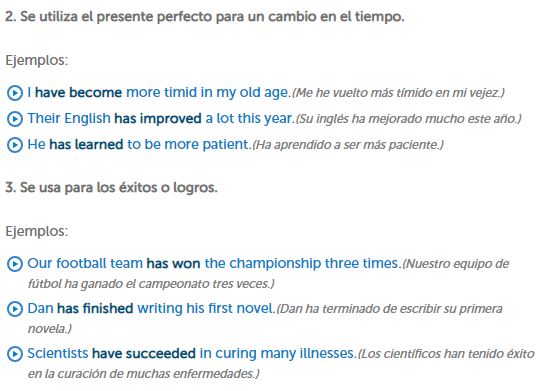 2. Se utiliza el presente perfecto para un cambio en el tiempo.
Ejemplos:
I have become more timid in my old age.(Me he vuelto más tímido en mi vejez.)
Their English has improved a lot this year.(Su inglés ha mejorado mucho este año.)
He has learned to be more patient.(Ha aprendido a ser más paciente.)
3. Se usa para los éxitos o logros.
Ejemplos:
Our football team has won the championship three times.(Nuestro equipo de
fútbol ha ganado el campeonato tres veces.)
Dan has finished writing his first novel.(Dan ha terminado de escribir su primera
novela.)
Scientists have succeeded in curing many illnesses.(Los científicos han tenido éxito
en la curación de muchas enfermedades.)